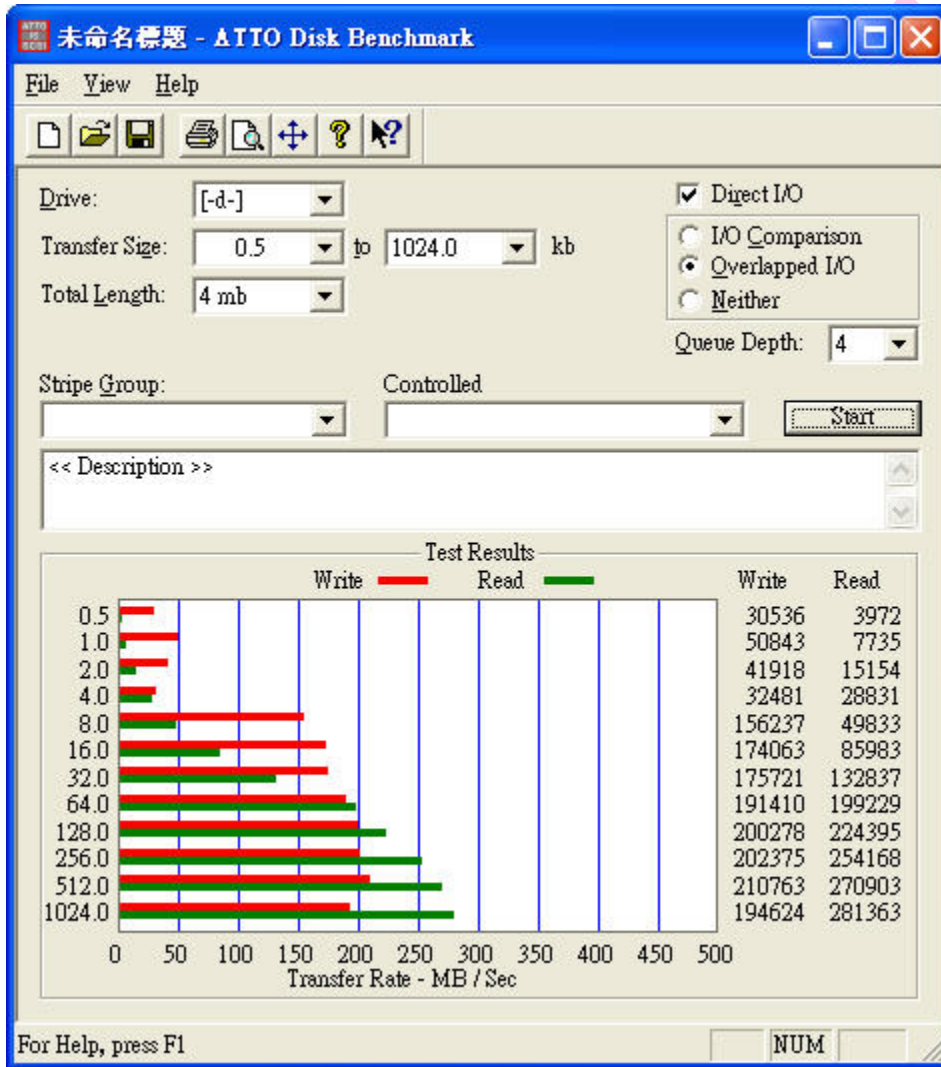 未命名標題 - ATTO Disk Benchmark
File View Help
Drive: [-d-] Direct I/O
Transfer Size: 0.5 to 1024.0 kb I/O Comparison
Overlapped I/O
Total Length: 4 mb Neither
Queue Depth: 4
Stripe Group: Controlled
Start
<< Description >>
Test Results
Write Read Write Read
0.5 30536 3972
1.0 50843 7735
2.0 41918 15154
4.0 32481 28831
8.0 156237 49833
16.0 174063 85983
32.0 175721 132837
64.0 191410 199229
128.0 200278 224395
256.0 202375 254168
512.0 210763 270903
1024.0 194624 281363
0 50 100 150 200 250 300 350 400 450 500
Transfer Rate - MB / Sec
For Help, press F1 NUM